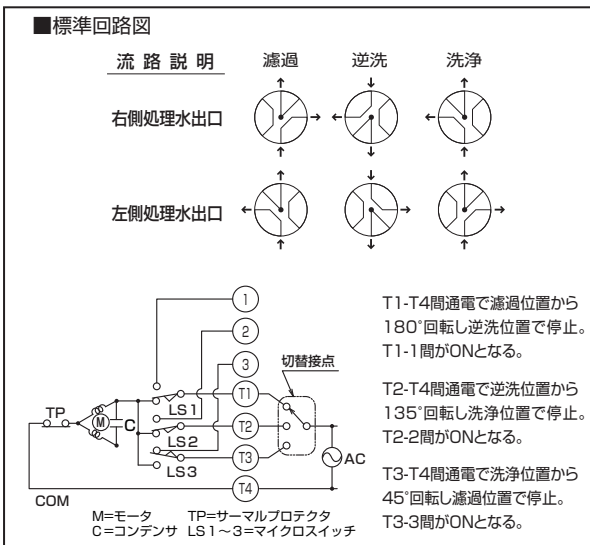 ■標準回路図
流路説明 濾過 逆洗 洗浄
右側処理水出口
左側処理水出口
1
2
3
切替接点
T1
LS1
TP
M
C
T2
LS2
T3
AC
LS3
T4
COM
M=モータ TP=サーマルプロテクタ
C=コンデンサ LS1~3=マイクロスイッチ
T1-T4間通電で濾過位置から
180°回転し逆洗位置で停止。
T1-1間がONとなる。
T2-T4間通電で逆洗位置から
135°回転し洗浄位置で停止。
T2-2間がONとなる。
T3-T4間通電で洗浄位置から
45°回転し濾過位置で停止。
T3-3間がONとなる。